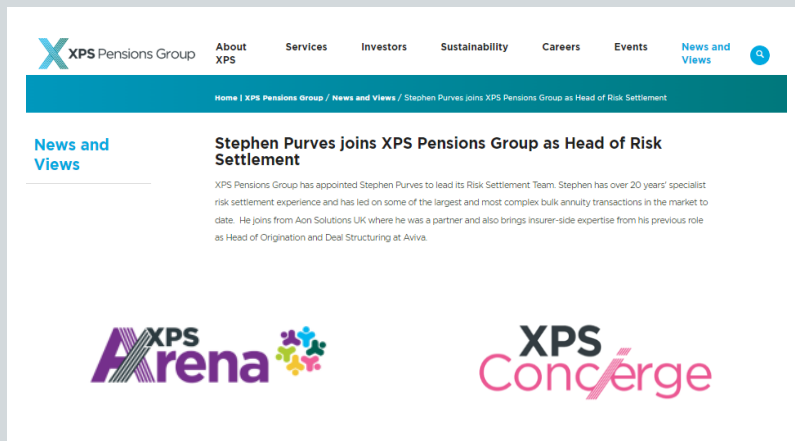 XPS Pensions Group
About XPS
Services
Investors
Sustainability
Careers
Events
News and Views
Home | XPS Pensions Group / News and Views / Stephen Purves joins XPS Pensions Group as Head of Risk Settlement
News and
Views
Stephen Purves joins XPS Pensions Group as Head of Risk
Settlement
XPS Pensions Group has appointed Stephen Purves to lead its Risk Settlement Team. Stephen has over 20 years' specialist
risk settlement experience and has led on some of the largest and most complex bulk annuity transactions in the market to
date. He joins from Aon Solutions UK where he was a partner and also brings insurer-side expertise from his previous role
as Head of Origination and Deal Structuring at Aviva.
XPS
Arena
XPS
Concierge